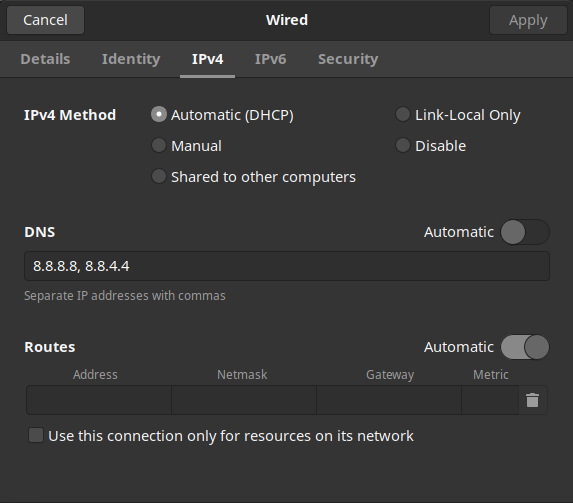 Cancel Wired Apply
Details Identity IPv4 IPv6 Security
IPv4 Method Automatic (DHCP) Link-Local Only
Manual Disable
Shared to other computers
DNS Automatic
8.8.8.8, 8.8.4.4
Separate IP addresses with commas
Routes Automatic
Address Netmask Gateway Metric
Use this connection only for resources on its network